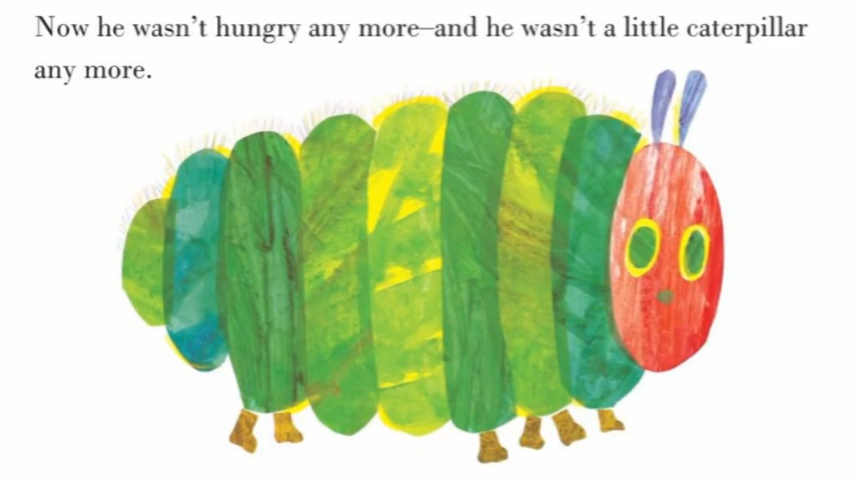 Now he wasn’t hungry any more–and he wasn’t a little caterpillar
any more.